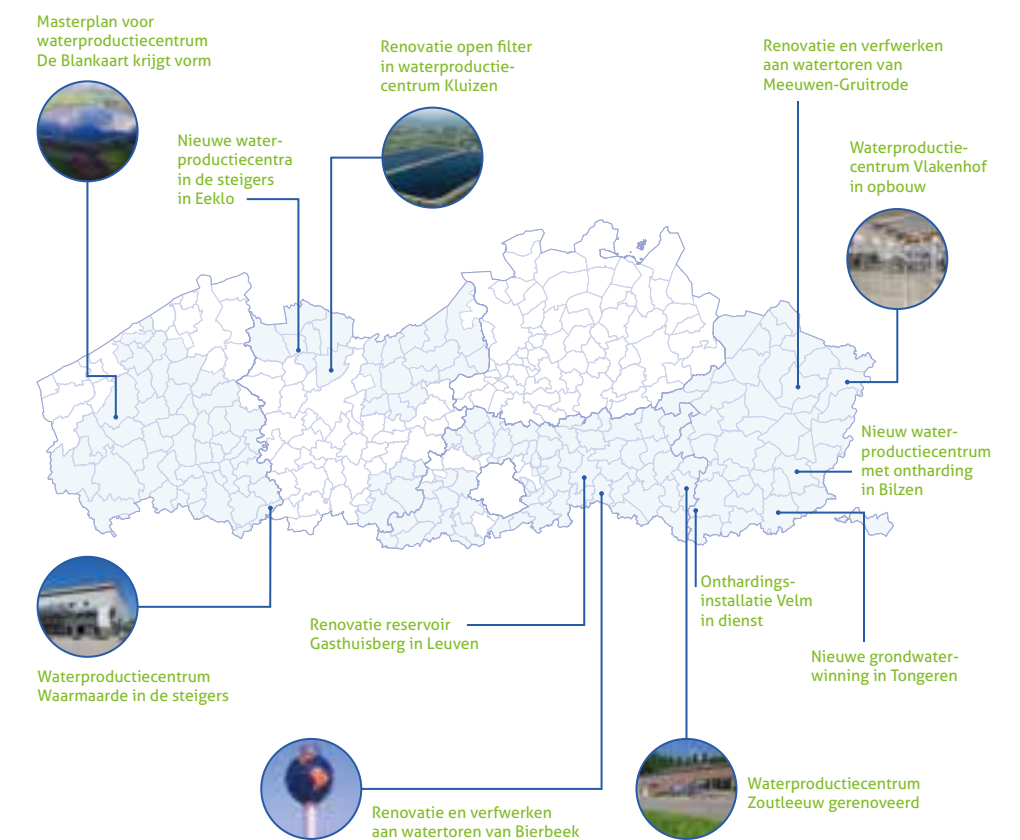 Masterplan voor
waterproductiecentrum
De Blankaart krijgt vorm
Renovatie open filter
in waterproductie-
centrum Kluizen
Renovatie en verfwerken
aan watertoren van
Meeuwen-Gruitrode
Nieuwe water-
productiecentra
in de steigers
in Eeklo
Waterproductie-
centrum Vlakenhof
in opbouw
Nieuw water-
productiecentrum
met ontharding
in Bilzen
Onthardings-
installatie Velm
in dienst
Renovatie reservoir
Gasthuisberg in Leuven
Nieuwe grondwater-
winning in Tongeren
Waterproductiecentrum
Waarmaarde in de steigers
Waterproductiecentrum
Zoutleeuw gerenoveerd
Renovatie en verfwerken
aan watertoren van Bierbeek